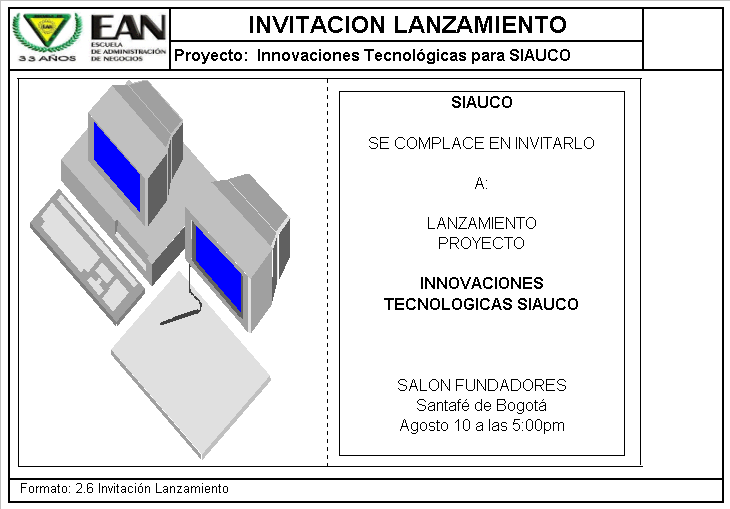 EAN
EAN
ESCUELA
DE ADMINISTRACIÓN
DE NEGOCIOS
33 AÑOS
INVITACION LANZAMIENTO
Proyecto: Innovaciones Tecnológicas para SIAUCO
SIAUCO
SE COMPLACE EN INVITARLO
A:
LANZAMIENTO
PROYECTO
INNOVACIONES
TECNOLOGICAS SIAUCO
SALON FUNDADORES
Santafé de Bogotá
Agosto 10 a las 5:00pm
Formato: 2.6 Invitación Lanzamiento